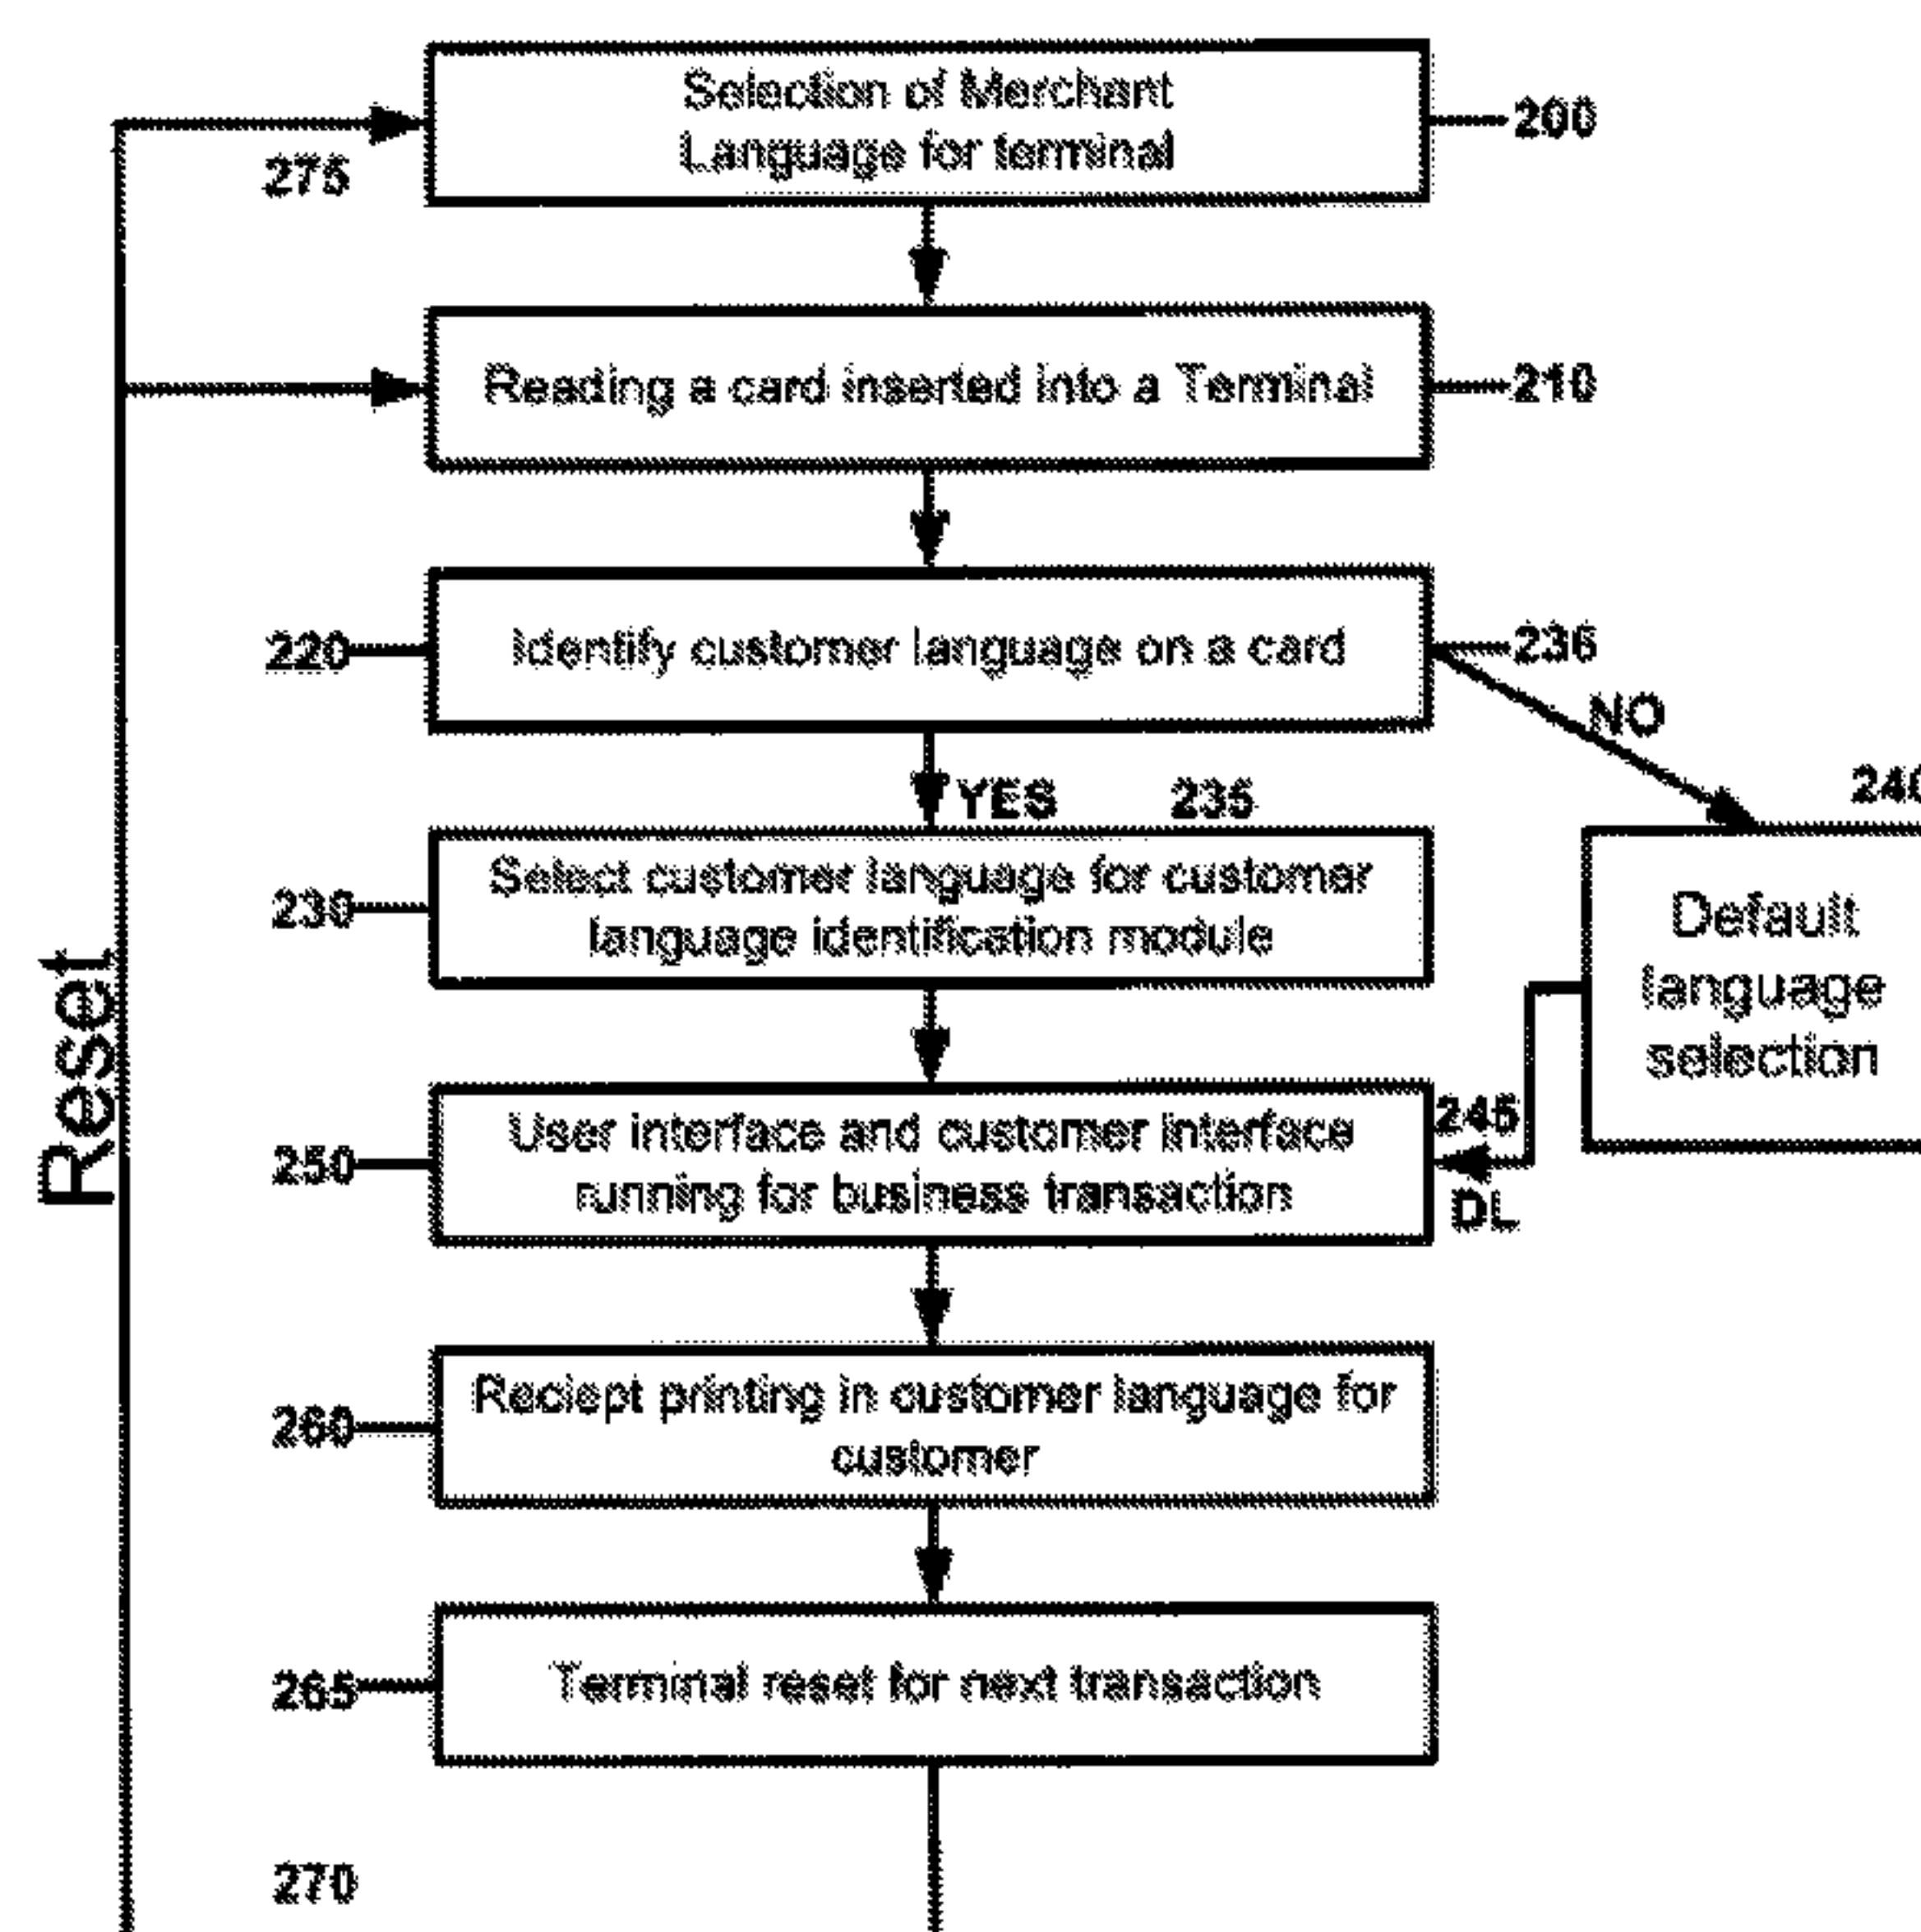 Selection of Merchant
Language for terminal
200
275
Reading a card inserted into a Terminal
210
220
Identify customer language on a card
236
NO
YES
235
240
230
Select customer language for customer
language identification module
Default
language
selection
Reset
250
User interface and customer interface
running for business transaction
245
DL
260
Reciept printing in customer language for
customer
265
Terminal reset for next transaction
270